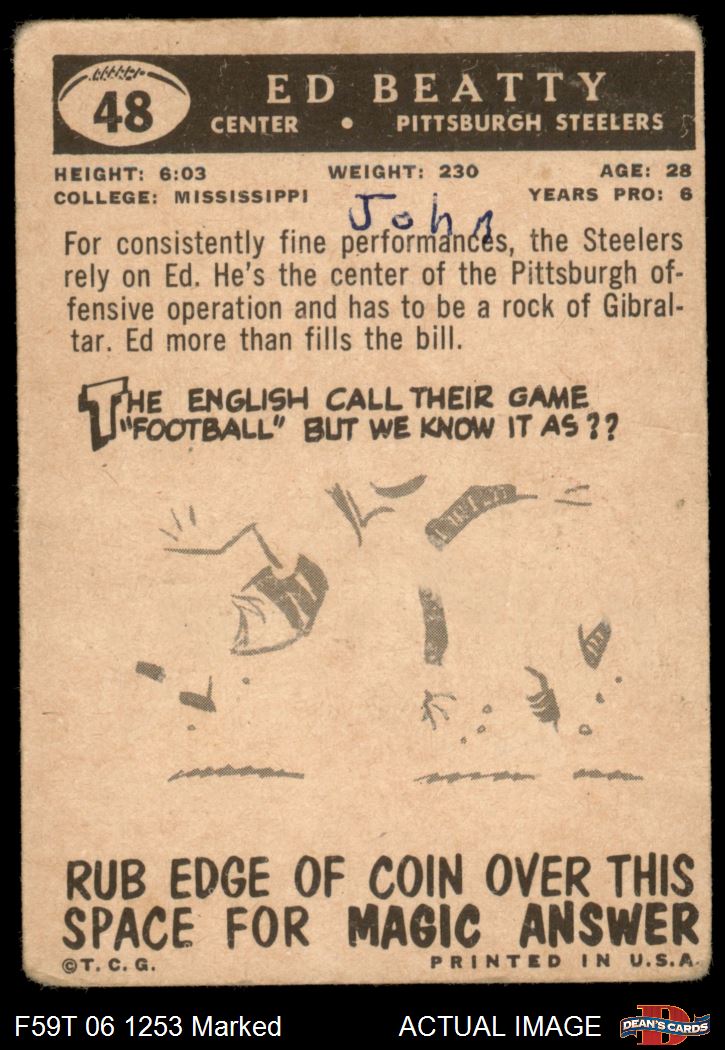 48
ED BEATTY
CENTER • PITTSBURGH STEELERS
HEIGHT: 6:03 WEIGHT: 230 AGE: 28
COLLEGE: MISSISSIPPI YEARS PRO: 6
John
For consistently fine performances, the Steelers
rely on Ed. He's the center of the Pittsburgh of-
fensive operation and has to be a rock of Gibral-
tar. Ed more than fills the bill.
THE ENGLISH CALL THEIR GAME
"FOOTBALL" BUT WE KNOW IT AS??
RUB EDGE OF COIN OVER THIS
SPACE FOR MAGIC ANSWER
©T. C. G. PRINTED IN U.S.A.
F59T 06 1253 Marked ACTUAL IMAGE D DEAN'S CARDS